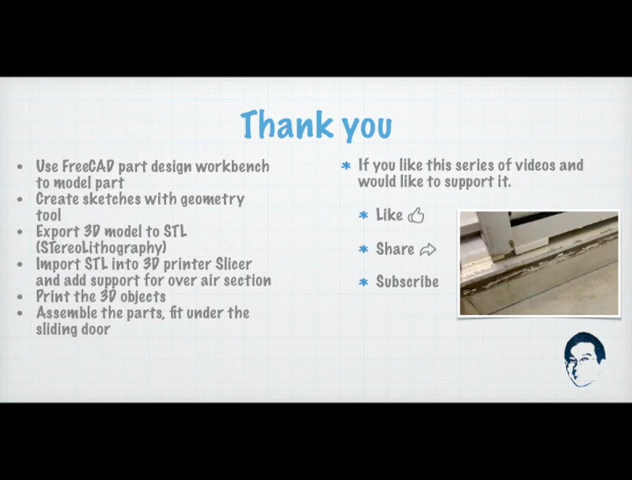 Thank you
• Use FreeCAD part design workbench
to model part
• Create sketches with geometry
tool
• Export 3D model to STL
(STereoLithography)
• Import STL into 3D printer Slicer
and add support for over air section
• Print the 3D objects
• Assemble the parts, fit under the
sliding door
* If you like this series of videos and
would like to support it.
* Like
* Share
* Subscribe